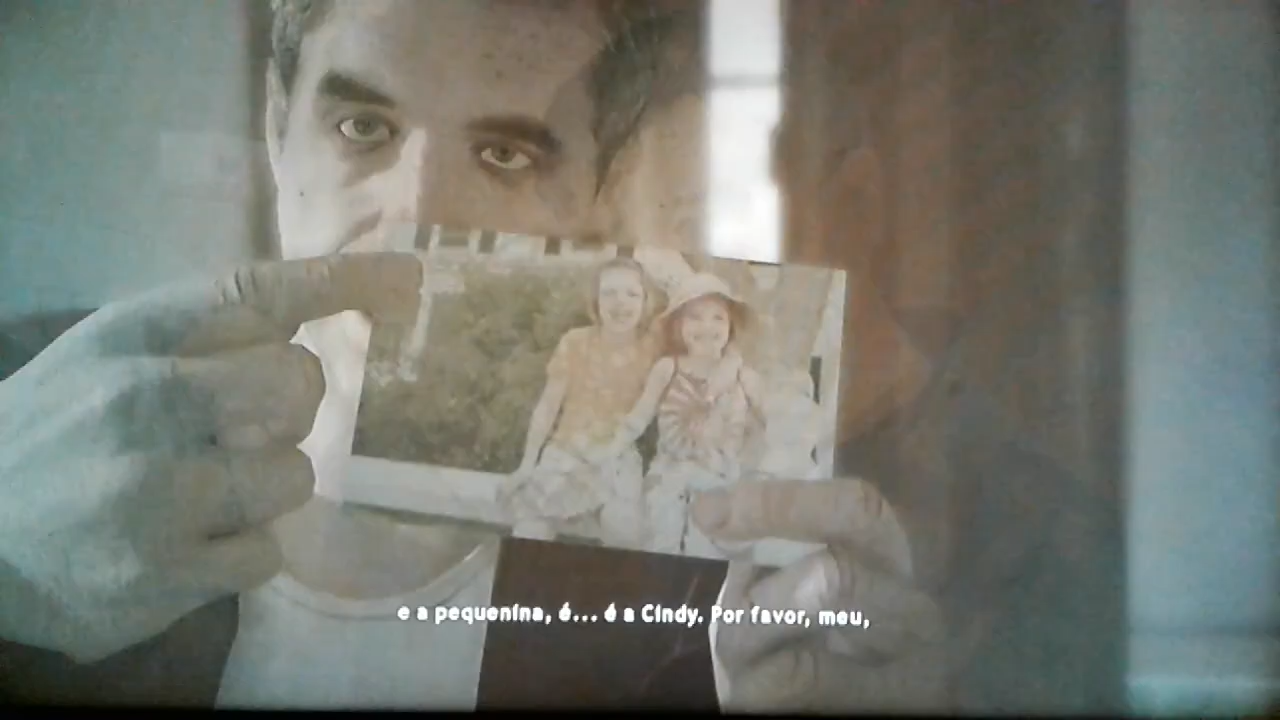 e a pequenina, é... é a Cindy. Por favor, meu,